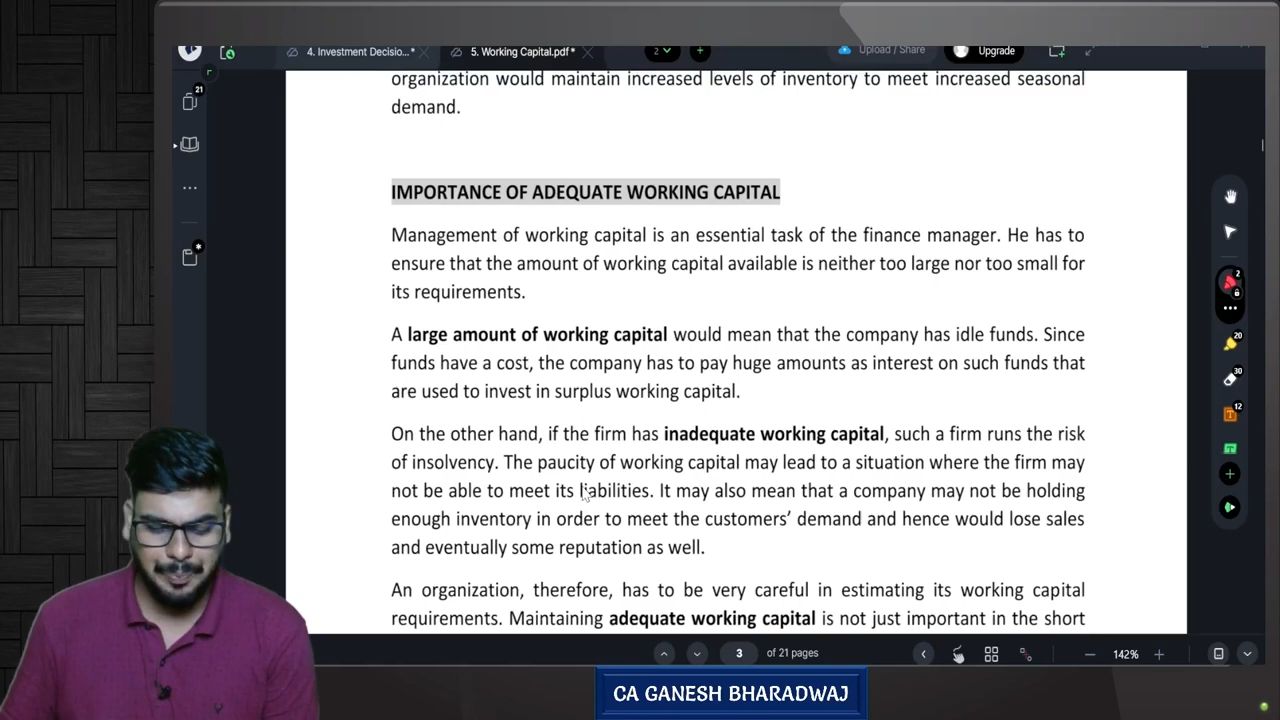 4. Investment Decisio...*
5. Working Capital.pdf*
2
Upload / Share
Upgrade
21
organization would maintain increased levels of inventory to meet increased seasonal
demand.
IMPORTANCE OF ADEQUATE WORKING CAPITAL
Management of working capital is an essential task of the finance manager. He has to
ensure that the amount of working capital available is neither too large nor too small for
its requirements.
A large amount of working capital would mean that the company has idle funds. Since
funds have a cost, the company has to pay huge amounts as interest on such funds that
are used to invest in surplus working capital.
On the other hand, if the firm has inadequate working capital, such a firm runs the risk
of insolvency. The paucity of working capital may lead to a situation where the firm may
not be able to meet its liabilities. It may also mean that a company may not be holding
enough inventory in order to meet the customers’ demand and hence would lose sales
and eventually some reputation as well.
An organization, therefore, has to be very careful in estimating its working capital
requirements. Maintaining adequate working capital is not just important in the short
2
20
30
12
3 of 21 pages
142%
CA GANESH BHARADWAJ